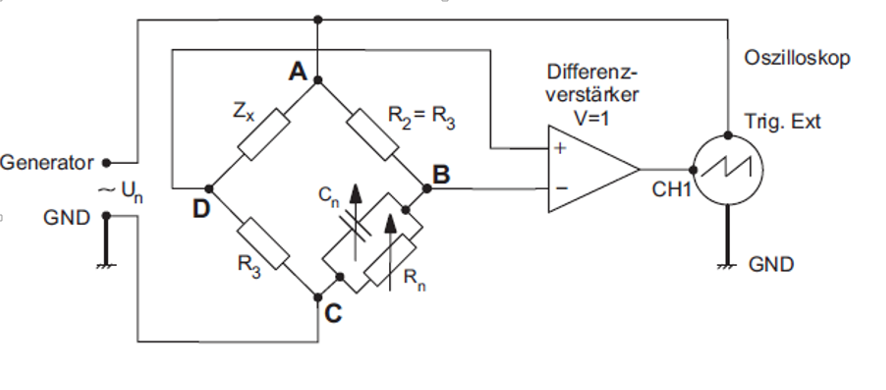 Oszilloskop
A
Differenz-
verstärker
V=1
Zx
R2= R3
Trig. Ext
Generator
+
B
~ Un
Cn
−
CH1
D
GND
R3
Rn
GND
C